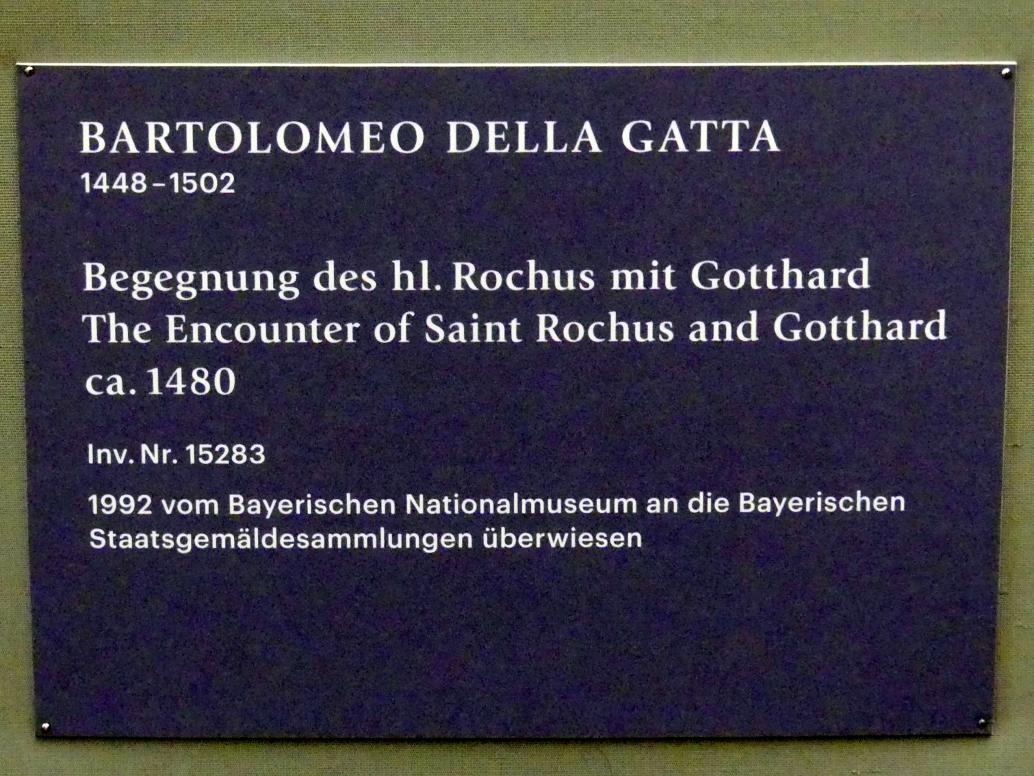 BARTOLOMEO DELLA GATTA
1448–1502
Begegnung des hl. Rochus mit Gotthard
The Encounter of Saint Rochus and Gotthard
ca. 1480
Inv. Nr. 15283
1992 vom Bayerischen Nationalmuseum an die Bayerischen
Staatsgemäldesammlungen überwiesen